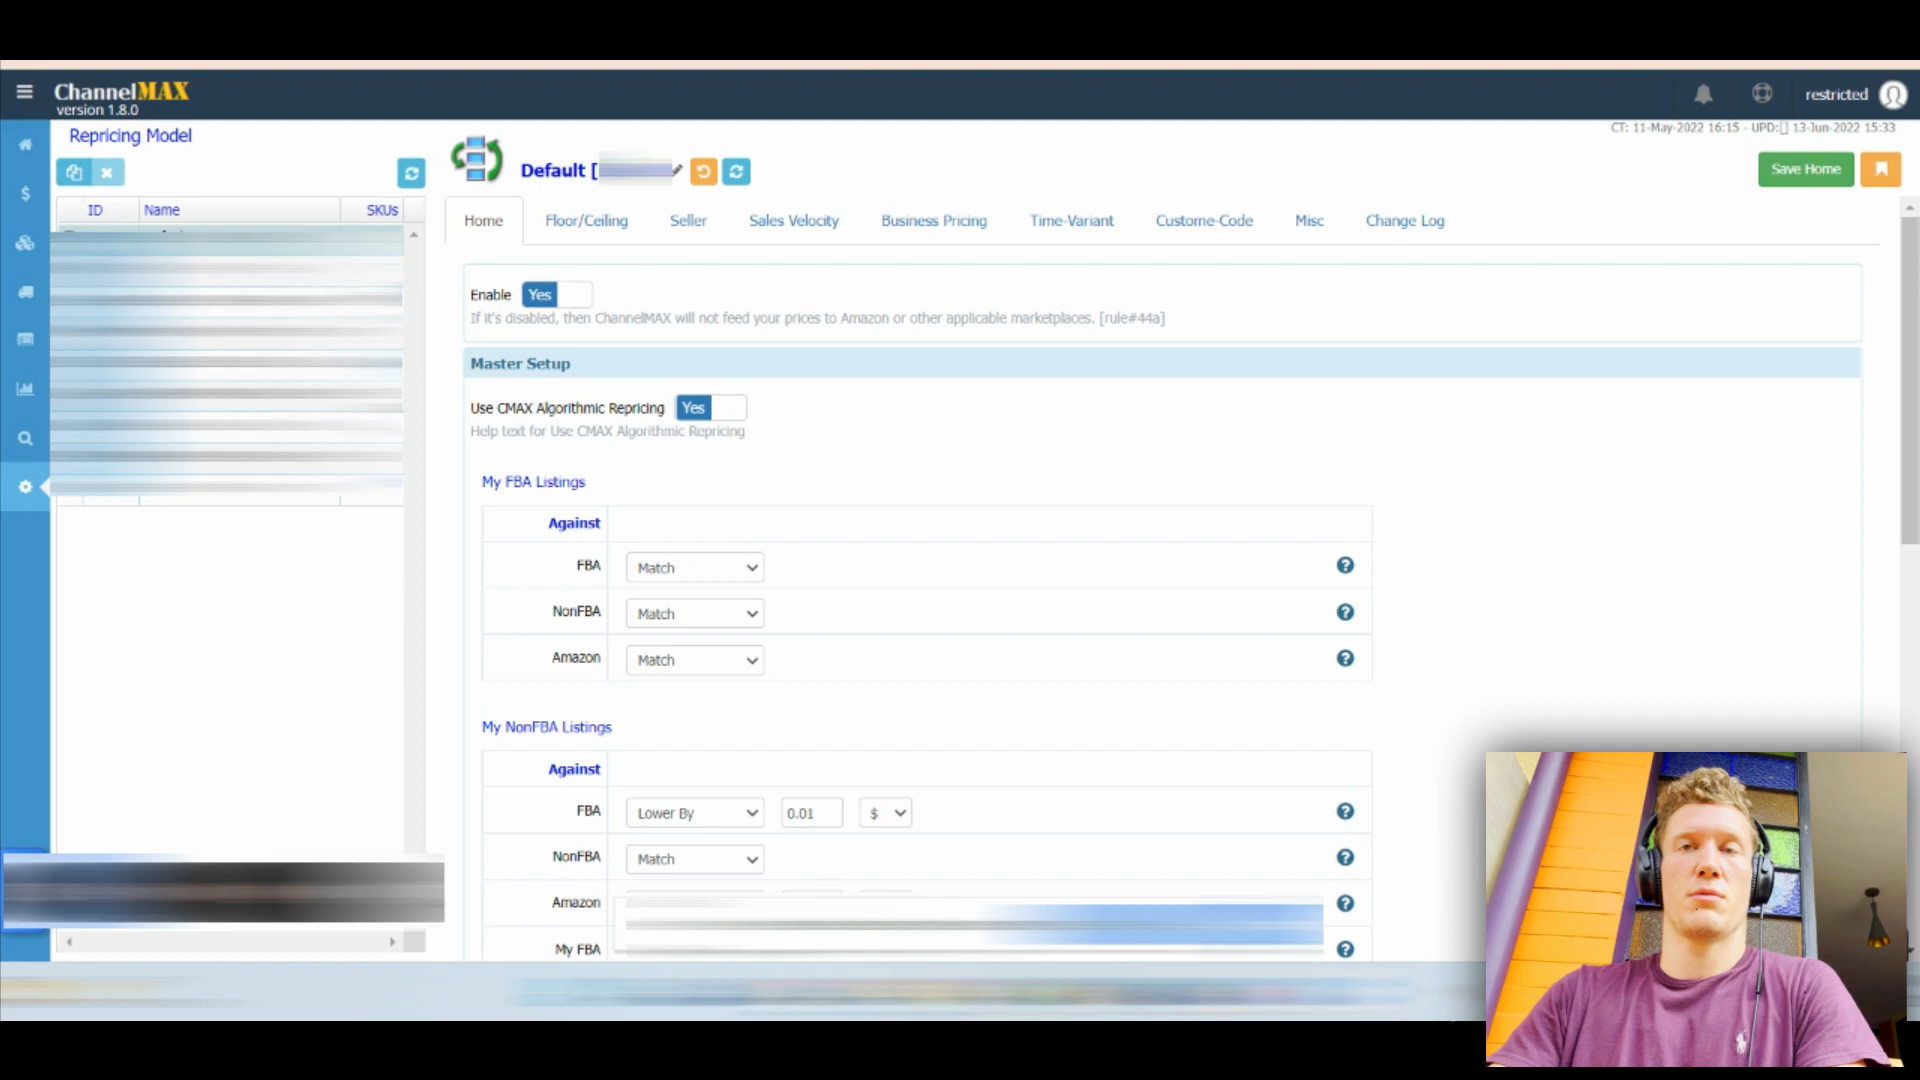 ChannelMAX
version 1.8.0
restricted
Repricing Model
CT: 11-May-2022 16:15 - UPD:[] 13-Jun-2022 15:33
Default [
Save Home
ID Name SKUs
Home Floor/Ceiling Seller Sales Velocity Business Pricing Time-Variant Custome-Code Misc Change Log
Enable Yes
If it's disabled, then ChannelMAX will not feed your prices to Amazon or other applicable marketplaces. [rule#44a]
Master Setup
Use CMAX Algorithmic Repricing Yes
Help text for Use CMAX Algorithmic Repricing
My FBA Listings
Against
FBA Match
NonFBA Match
Amazon Match
My NonFBA Listings
Against
FBA Lower By 0.01 $
NonFBA Match
Amazon
My FBA